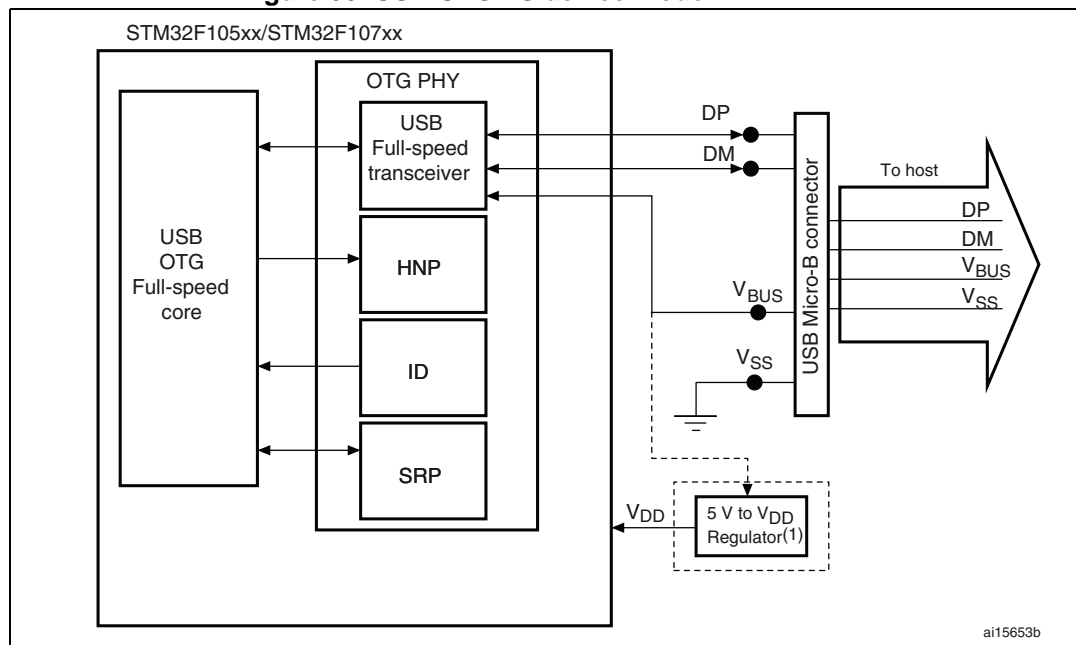 STM32F105xx/STM32F107xx
OTG PHY
USB
Full-speed
transceiver
HNP
ID
SRP
USB
OTG
Full-speed
core
DP
DM
VBUS
VSS
USB Micro-B connector
To host
DP
DM
VBUS
VSS
VDD
5 V to VDD
Regulator(1)
ai15653b